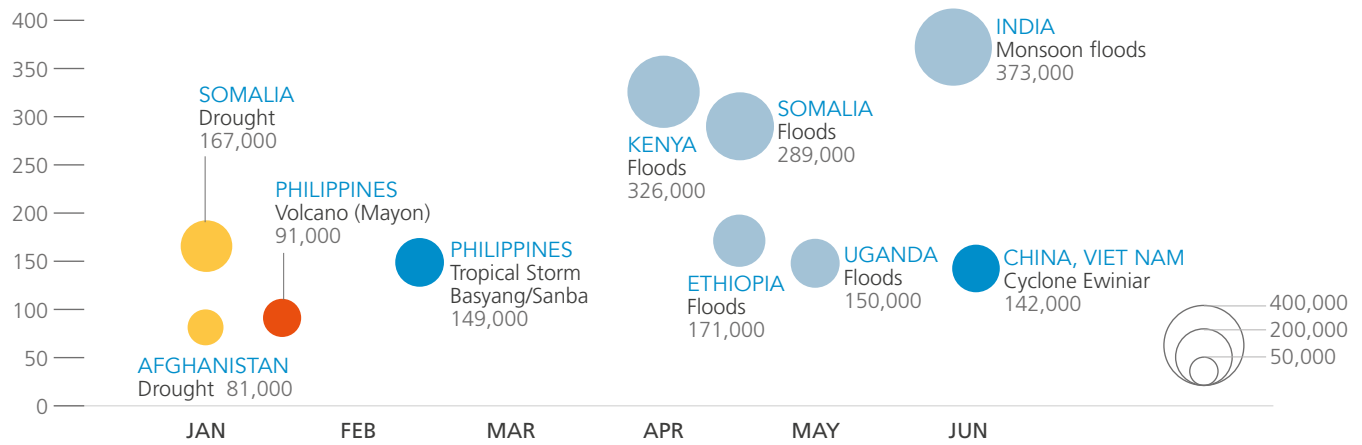 400
350
300
250
200
150
100
50
0
SOMALIA
Drought
167,000
PHILIPPINES
Volcano (Mayon)
91,000
AFGHANISTAN
Drought 81,000
PHILIPPINES
Tropical Storm
Basyang/Sanba
149,000
KENYA
Floods
326,000
SOMALIA
Floods
289,000
ETHIOPIA
Floods
171,000
UGANDA
Floods
150,000
INDIA
Monsoon floods
373,000
CHINA, VIET NAM
Cyclone Ewiniar
142,000
400,000
200,000
50,000
JAN FEB MAR APR MAY JUN